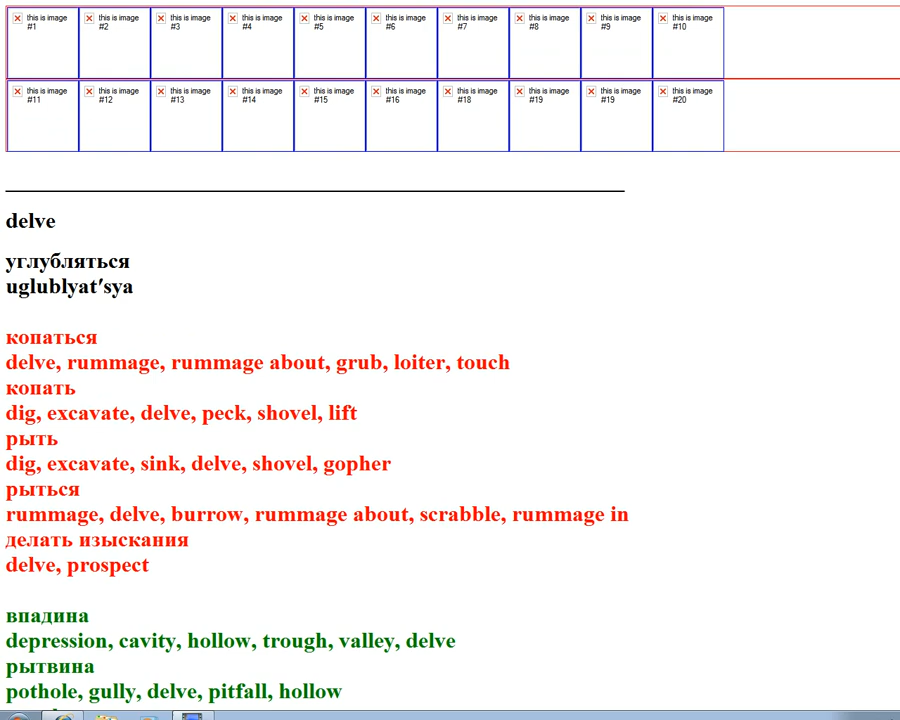 this is image this is image this is image this is image this is image this is image this is image this is image this is image this is image
#1 #2 #3 #4 #5 #6 #7 #8 #9 #10
this is image this is image this is image this is image this is image this is image this is image this is image this is image this is image
#11 #12 #13 #14 #15 #16 #18 #19 #19 #20
delve
углубляться
uglublyat′sya
копаться
delve, rummage, rummage about, grub, loiter, touch
копать
dig, excavate, delve, peck, shovel, lift
рыть
dig, excavate, sink, delve, shovel, gopher
рыться
rummage, delve, burrow, rummage about, scrabble, rummage in
делать изыскания
delve, prospect
впадина
depression, cavity, hollow, trough, valley, delve
рытвина
pothole, gully, delve, pitfall, hollow